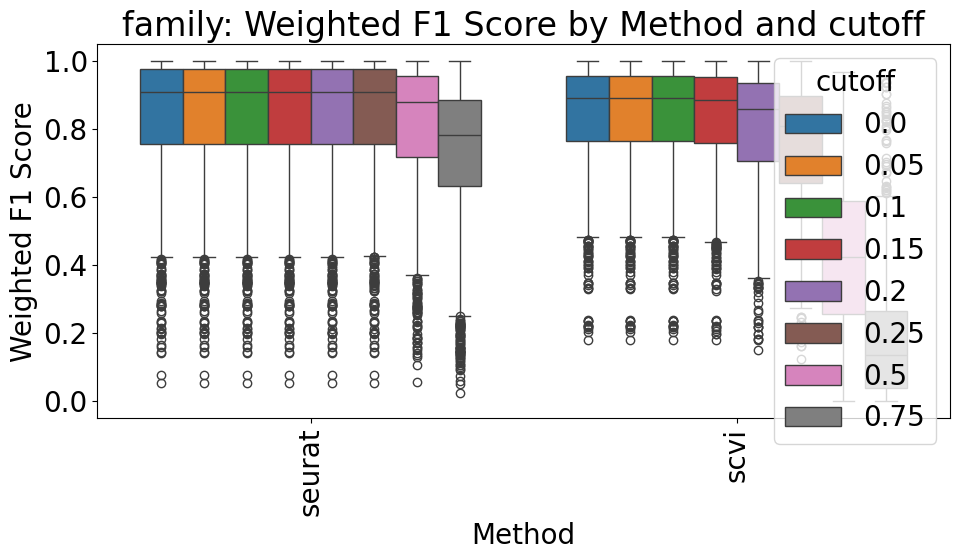 family: Weighted F1 Score by Method and cutoff
Weighted F1 Score
1.0
0.8
0.6
0.4
0.2
0.0
cutoff
0.0
0.05
0.1
0.15
0.2
0.25
0.5
0.75
seurat
scvi
Method